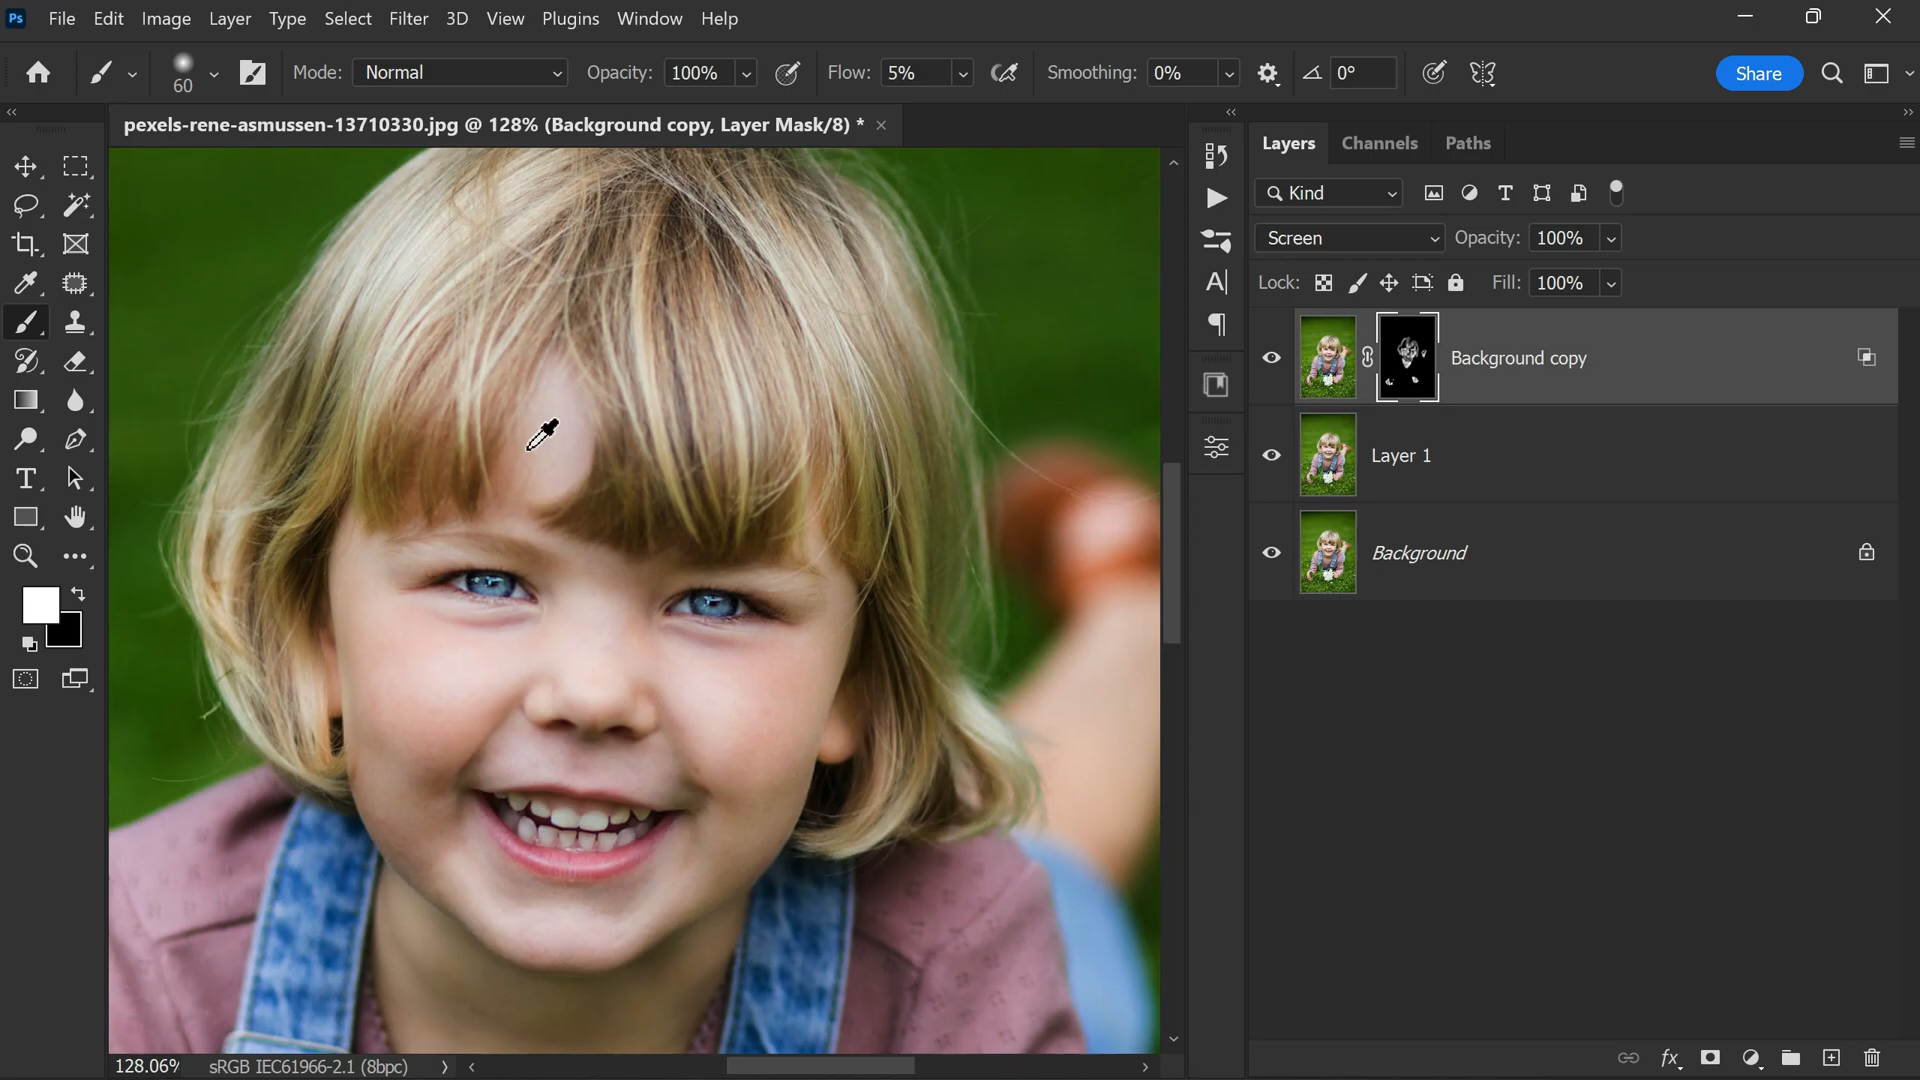 Ps File Edit Image Layer Type Select Filter 3D View Plugins Window Help
60 Mode: Normal Opacity: 100% Flow: 5% Smoothing: 0% 0° Share
pexels-rene-asmussen-13710330.jpg @ 128% (Background copy, Layer Mask/8) *
Layers Channels Paths
Kind
Screen Opacity: 100%
Lock: Fill: 100%
Background copy
Layer 1
Background
128.06% sRGB IEC61966-2.1 (8bpc)